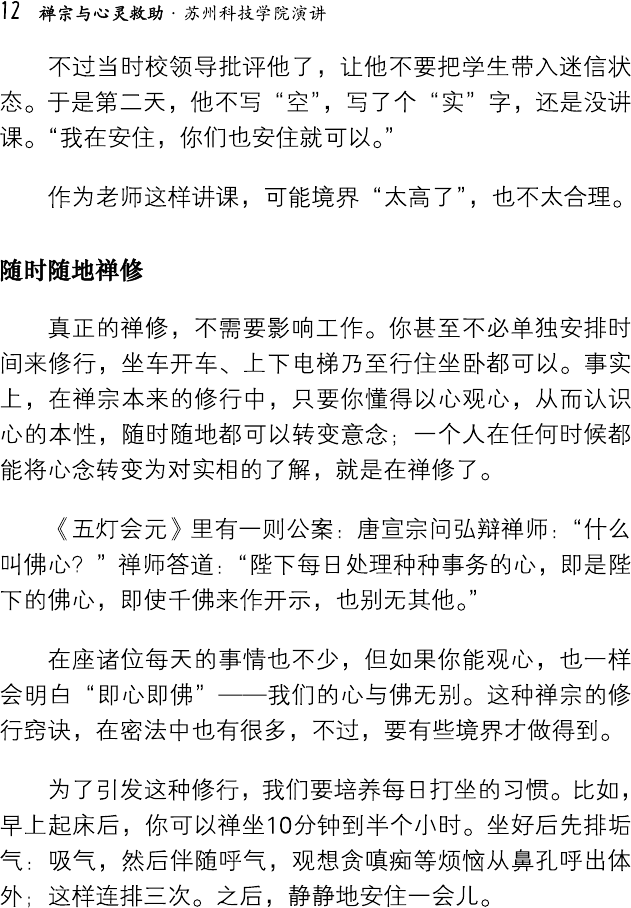 12 禅宗与心灵救助·苏州科技学院演讲
不过当时校领导批评他了，让他不要把学生带入迷信状
态。于是第二天，他不写“空”，写了个“实”字，还是没讲
课。“我在安住，你们也安住就可以。”
作为老师这样讲课，可能境界“太高了”，也不太合理。
随时随地禅修
真正的禅修，不需要影响工作。你甚至不必单独安排时
间来修行，坐车开车、上下电梯乃至行住坐卧都可以。事实
上，在禅宗本来的修行中，只要你懂得以心观心，从而认识
心的本性，随时随地都可以转变意念；一个人在任何时候都
能将心念转变为对实相的了解，就是在禅修了。
《五灯会元》里有一则公案：唐宣宗问弘辩禅师：“什么
叫佛心？”禅师答道：“陛下每日处理种种事务的心，即是陛
下的佛心，即使千佛来作开示，也别无其他。”
在座诸位每天的事情也不少，但如果你能观心，也一样
会明白“即心即佛”——我们的心与佛无别。这种禅宗的修
行窍诀，在密法中也有很多，不过，要有些境界才做得到。
为了引发这种修行，我们要培养每日打坐的习惯。比如，
早上起床后，你可以禅坐10分钟到半个小时。坐好后先排垢
气：吸气，然后伴随呼气，观想贪嗔痴等烦恼从鼻孔呼出体
外；这样连排三次。之后，静静地安住一会儿。